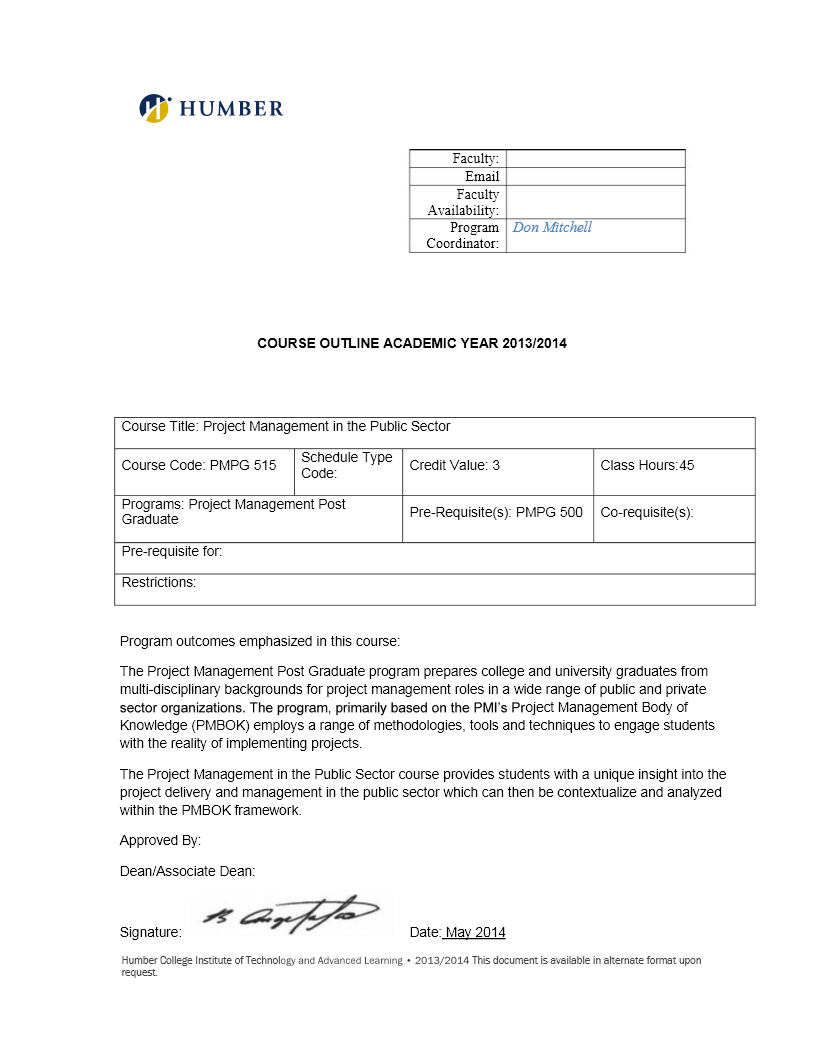 HUMBER
Faculty:
Email
Faculty
Availability:
Program Don Mitchell
Coordinator:
COURSE OUTLINE ACADEMIC YEAR 2013/2014
Course Title: Project Management in the Public Sector
Course Code: PMPG 515
Schedule Type
Code:
Credit Value: 3
Class Hours:45
Programs: Project Management Post
Graduate
Pre-Requisite(s): PMPG 500
Co-requisite(s):
Pre-requisite for:
Restrictions:
Program outcomes emphasized in this course:
The Project Management Post Graduate program prepares college and university graduates from
multi-disciplinary backgrounds for project management roles in a wide range of public and private
sector organizations. The program, primarily based on the PMI's Project Management Body of
Knowledge (PMBOK) employs a range of methodologies, tools and techniques to engage students
with the reality of implementing projects.
The Project Management in the Public Sector course provides students with a unique insight into the
project delivery and management in the public sector which can then be contextualize and analyzed
within the PMBOK framework.
Approved By:
Dean/Associate Dean:
Signature:
Date: May 2014
Humber College Institute of Technology and Advanced Learning • 2013/2014 This document is available in alternate format upon
request.